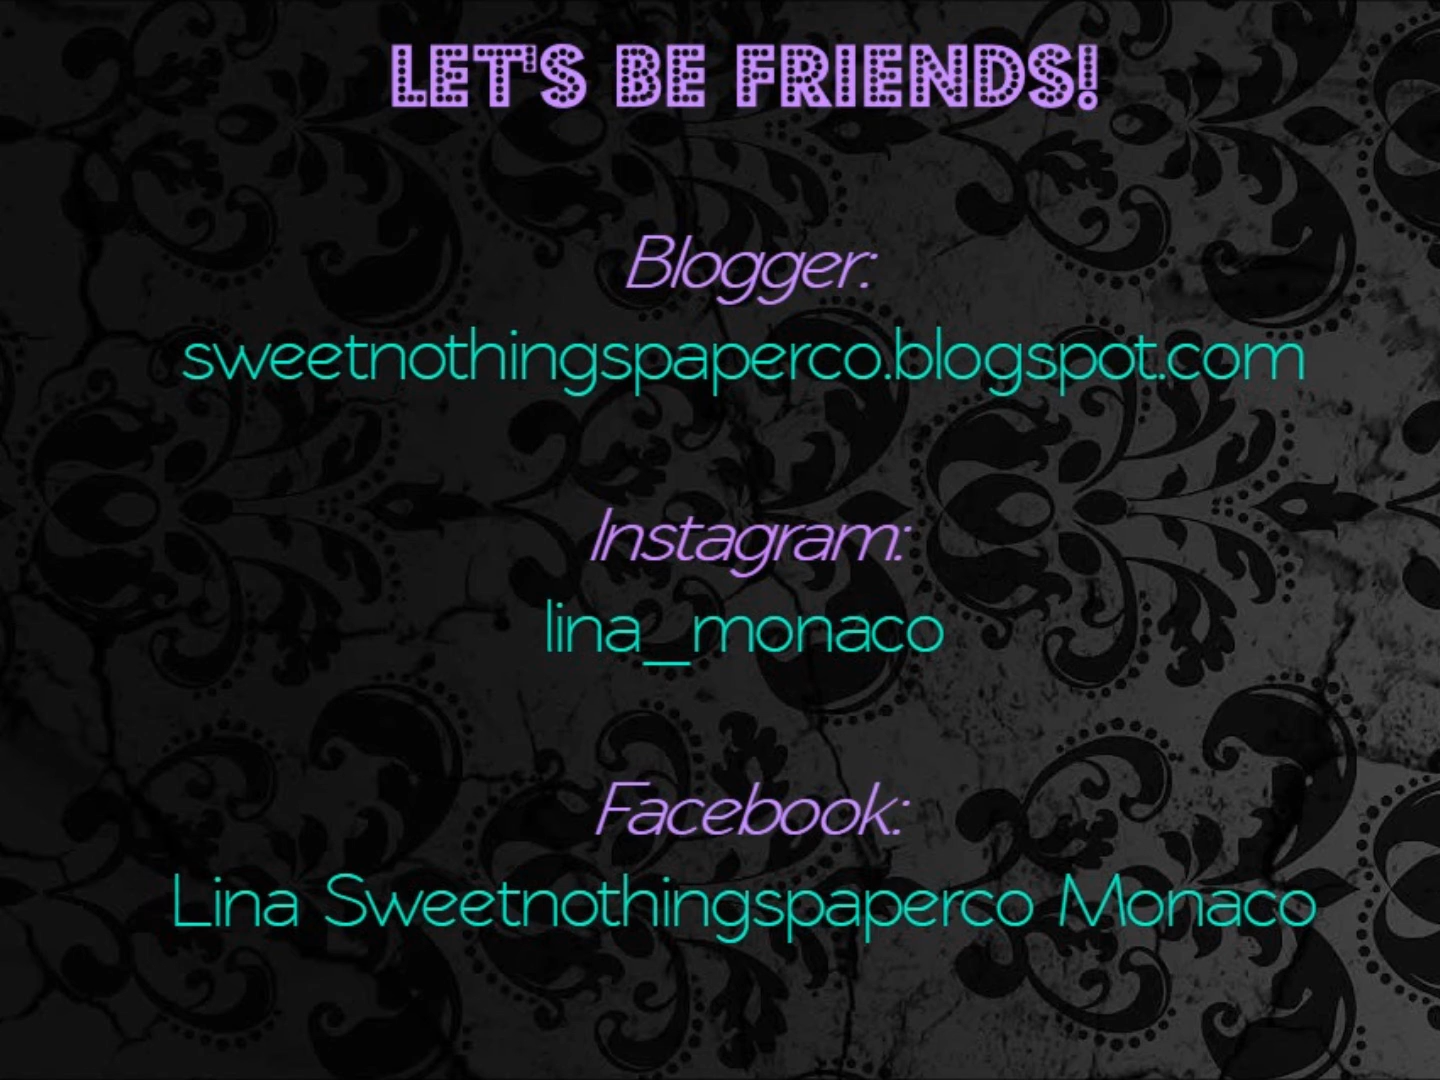 LET'S BE FRIENDS!
Blogger:
sweetnothingspaperco.blogspot.com
Instagram:
lina_monaco
Facebook:
Lina Sweetnothingspaperco Monaco